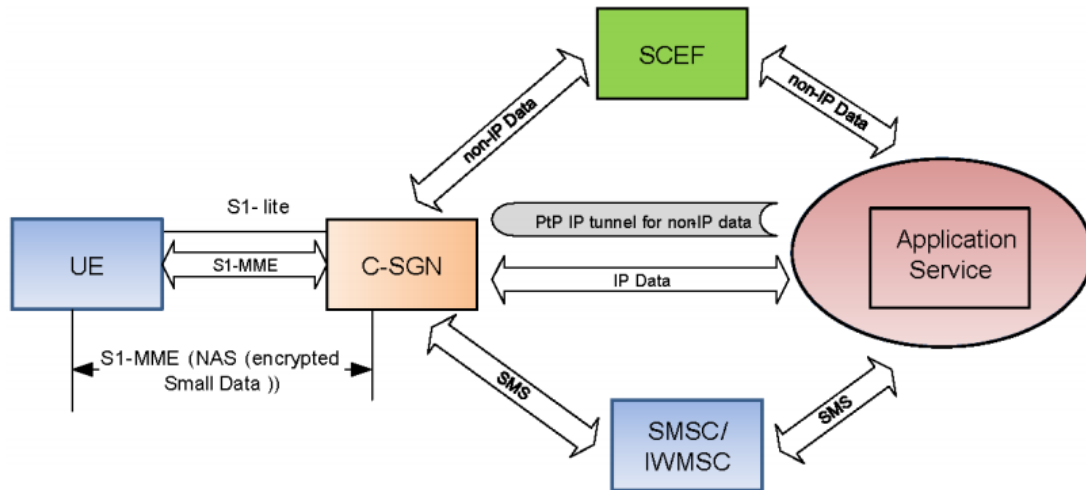 SCEF
non-IP Data
non-IP Data
S1- lite
PtP IP tunnel for non-IP data
UE
S1-MME
C-SGN
IP Data
Application
Service
S1-MME (NAS (encrypted
Small Data ))
SMS
SMSC/
IWMSC
SMS